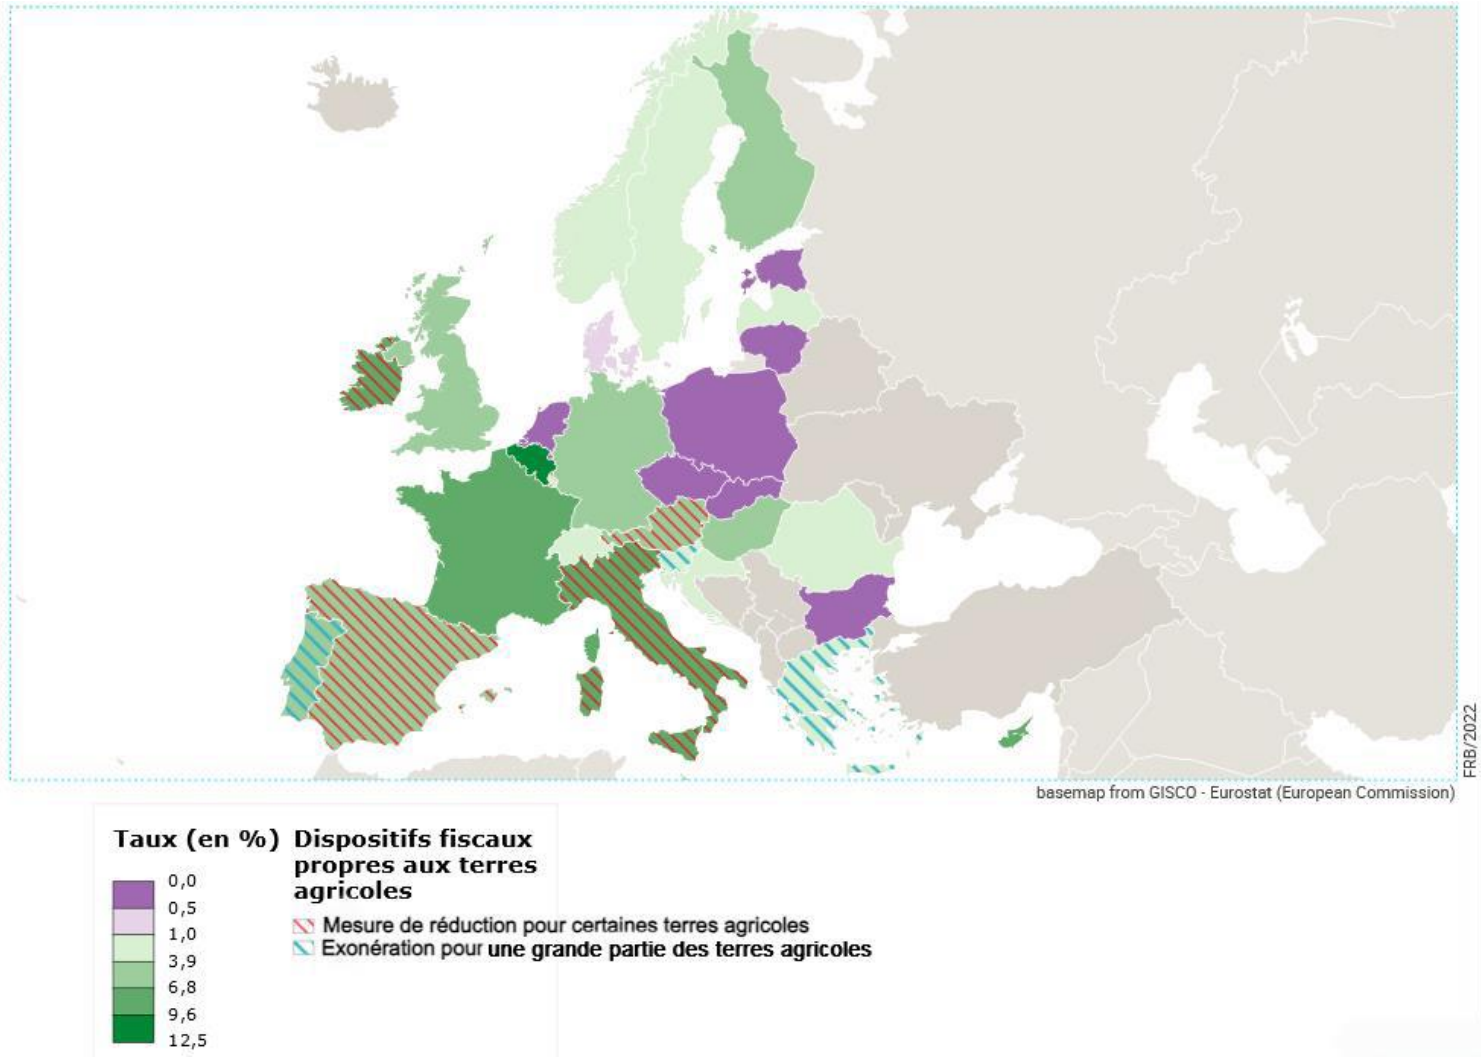 FRB/2022
basemap from GISCO - Eurostat (European Commission)
Taux (en %)
0,0
0,5
1,0
3,9
6,8
9,6
12,5
Dispositifs fiscaux
propres aux terres
agricoles
Mesure de réduction pour certaines terres agricoles
Exonération pour une grande partie des terres agricoles